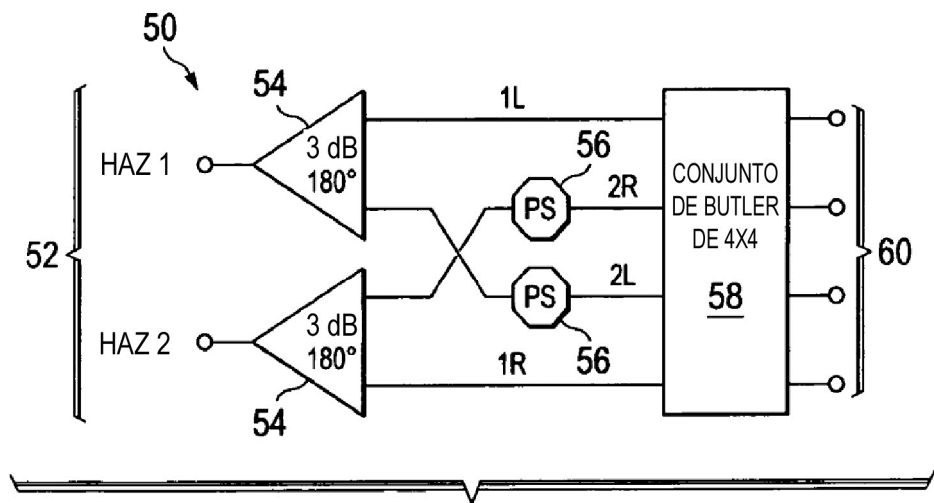 50
54
1L
3 dB
180°
HAZ 1
56
PS
2R
CONJUNTO
DE BUTLER
DE 4X4
58
52
60
PS
2L
56
3 dB
180°
HAZ 2
1R
54